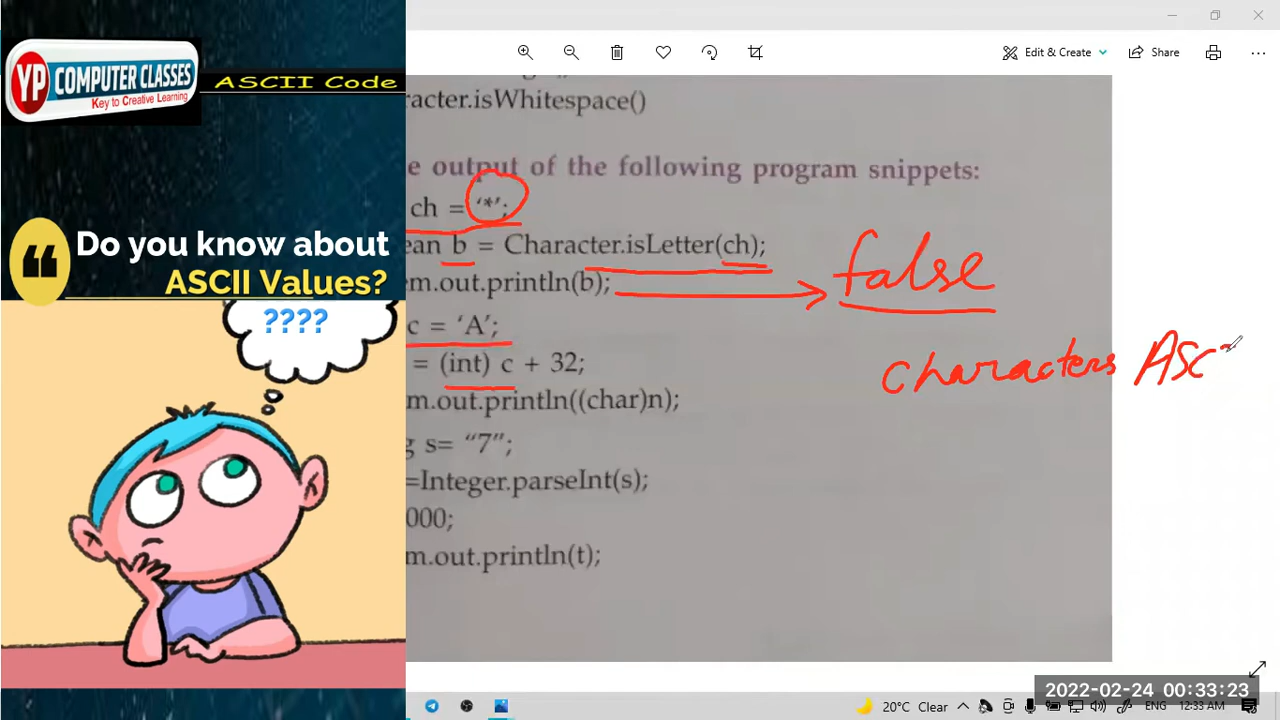 YP COMPUTER CLASSES
Key to Creative Learning
ASCII Code
Do you know about
ASCII Values?
????
Edit & Create
Share
racter.isWhitespace()
e output of the following program snippets:
ch = '*';
ean b = Character.isLetter(ch);
em.out.println(b);
false
c = 'A';
= (int) c + 32;
characters ASC
m.out.println((char)n);
g s= "7";
=Integer.parseInt(s);
000;
m.out.println(t);
2022-02-24 00:33:23
20°C Clear
ENG
12:33 AM